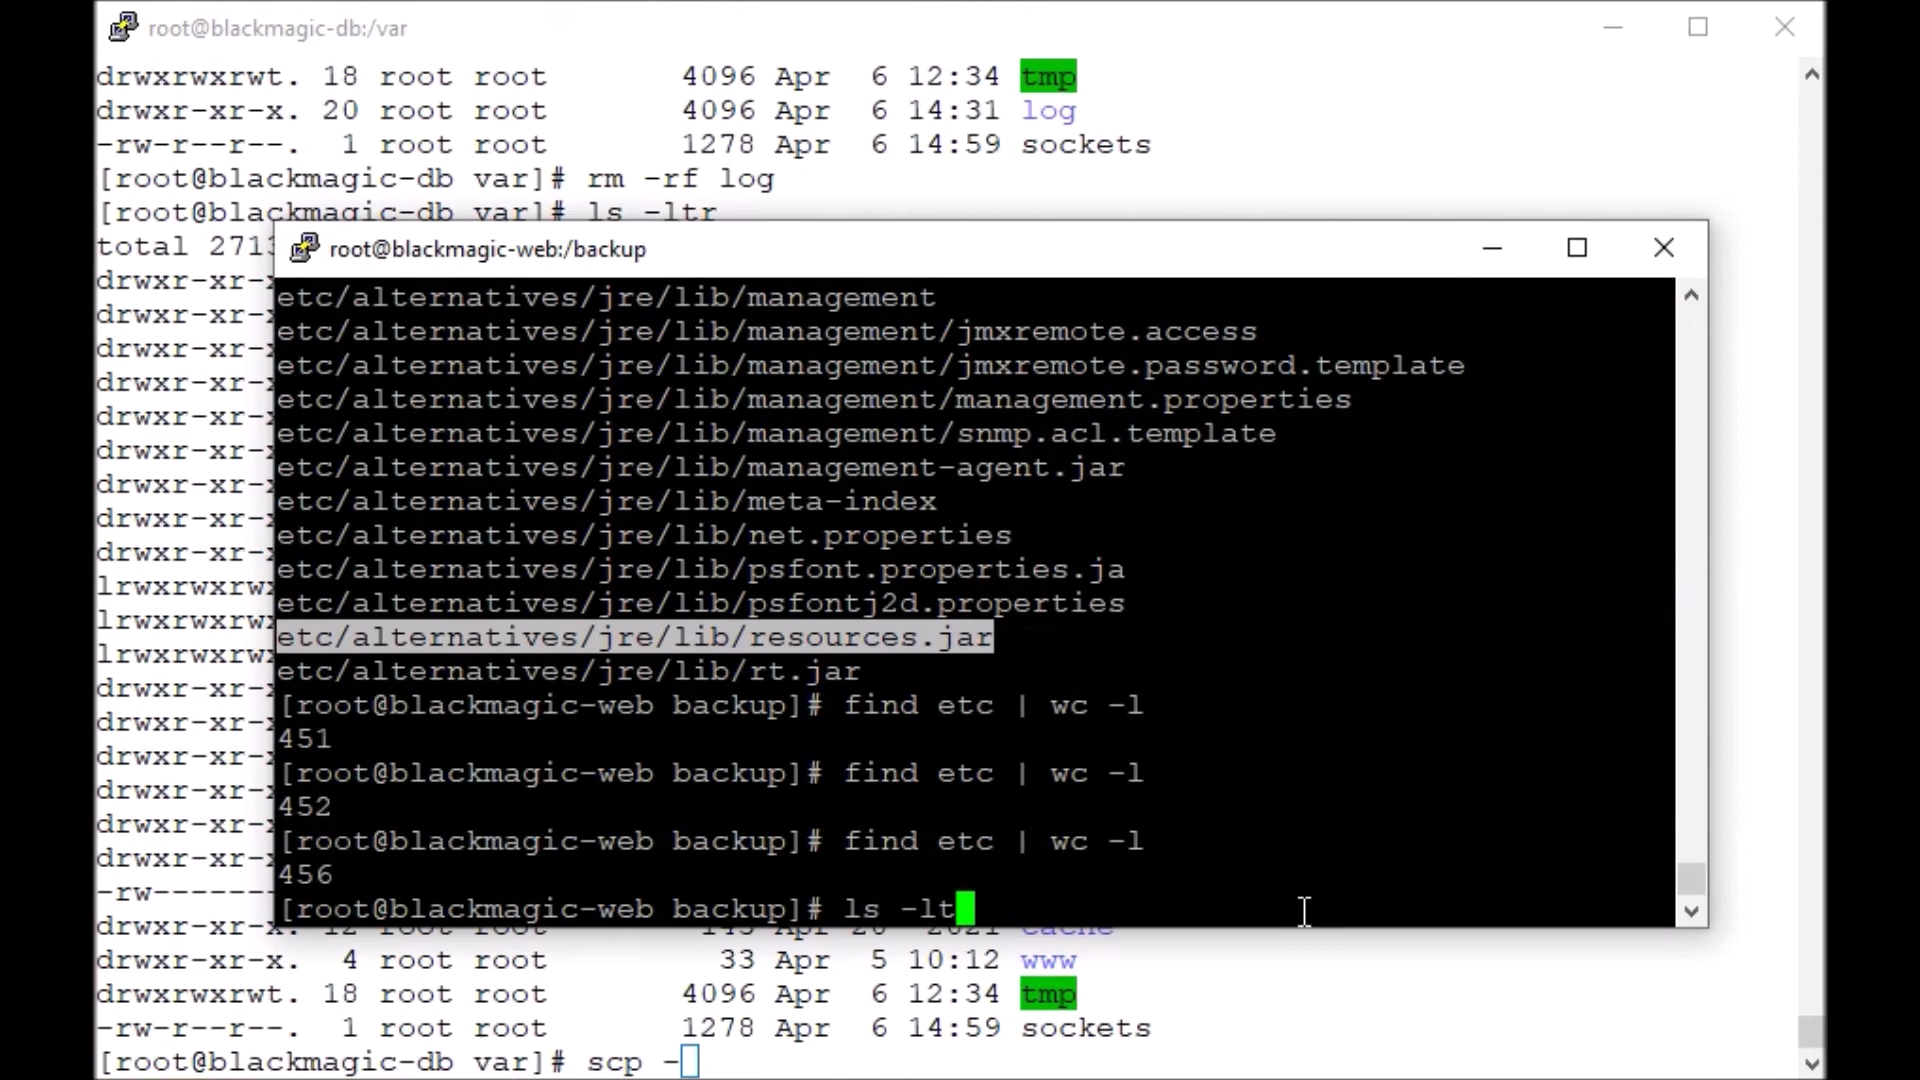 root@blackmagic-db:/var
drwxrwxrwt. 18 root root 4096 Apr 6 12:34 tmp
drwxr-xr-x. 20 root root 4096 Apr 6 14:31 log
-rw-r--r--. 1 root root 1278 Apr 6 14:59 sockets
[root@blackmagic-db var]# rm -rf log
[root@blackmagic-db var]# ls -ltr
total 2713
drwxr-xr-x
drwxr-xr-x
drwxr-xr-x
drwxr-xr-x
drwxr-xr-x
drwxr-xr-x
drwxr-xr-x
drwxr-xr-x
drwxr-xr-x
lrwxrwxrwx
lrwxrwxrwx
lrwxrwxrwx
drwxr-xr-x
drwxr-xr-x
drwxr-xr-x
drwxr-xr-x
drwxr-xr-x
drwxr-xr-x
-rw-------
root@blackmagic-web:/backup
etc/alternatives/jre/lib/management
etc/alternatives/jre/lib/management/jmxremote.access
etc/alternatives/jre/lib/management/jmxremote.password.template
etc/alternatives/jre/lib/management/management.properties
etc/alternatives/jre/lib/management/snmp.acl.template
etc/alternatives/jre/lib/management-agent.jar
etc/alternatives/jre/lib/meta-index
etc/alternatives/jre/lib/net.properties
etc/alternatives/jre/lib/psfont.properties.ja
etc/alternatives/jre/lib/psfontj2d.properties
etc/alternatives/jre/lib/resources.jar
etc/alternatives/jre/lib/rt.jar
[root@blackmagic-web backup]# find etc | wc -l
451
[root@blackmagic-web backup]# find etc | wc -l
452
[root@blackmagic-web backup]# find etc | wc -l
456
[root@blackmagic-web backup]# ls -lt
drwxr-xr-x. 12 root root Apr 2021 cache
drwxr-xr-x. 4 root root 33 Apr 5 10:12 www
drwxrwxrwt. 18 root root 4096 Apr 6 12:34 tmp
-rw-r--r--. 1 root root 1278 Apr 6 14:59 sockets
[root@blackmagic-db var]# scp -